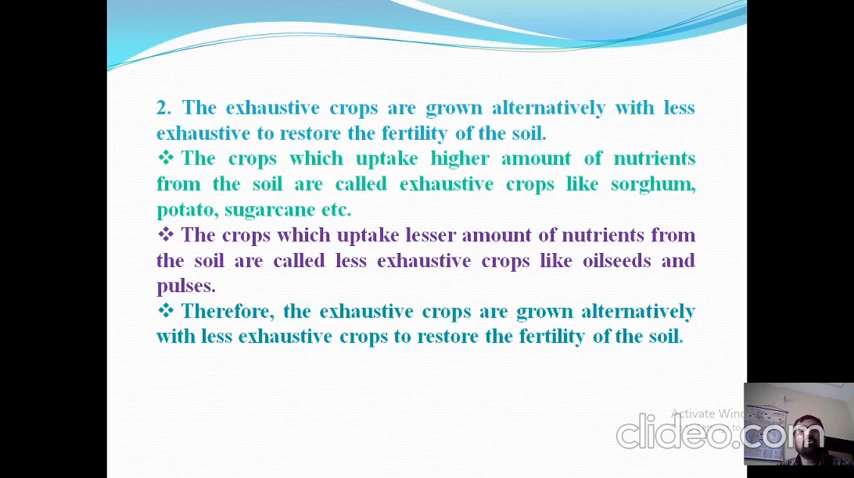 2. The exhaustive crops are grown alternatively with less
exhaustive to restore the fertility of the soil.
❖ The crops which uptake higher amount of nutrients
from the soil are called exhaustive crops like sorghum,
potato, sugarcane etc.
❖ The crops which uptake lesser amount of nutrients from
the soil are called less exhaustive crops like oilseeds and
pulses.
❖ Therefore, the exhaustive crops are grown alternatively
with less exhaustive crops to restore the fertility of the soil.
Activate Win
clideo.com